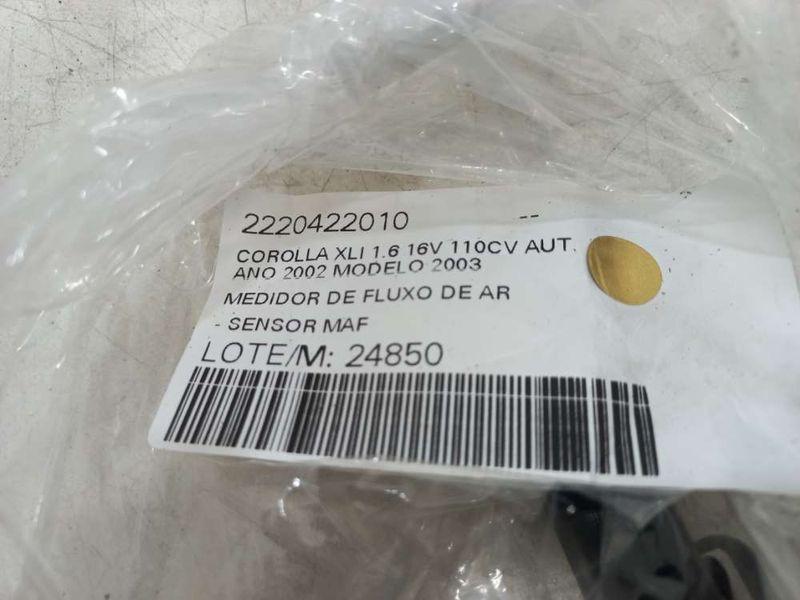 2220422010 --
COROLLA XLI 1.6 16V 110CV AUT.
ANO 2002 MODELO 2003
MEDIDOR DE FLUXO DE AR
- SENSOR MAF
LOTE/M: 24850